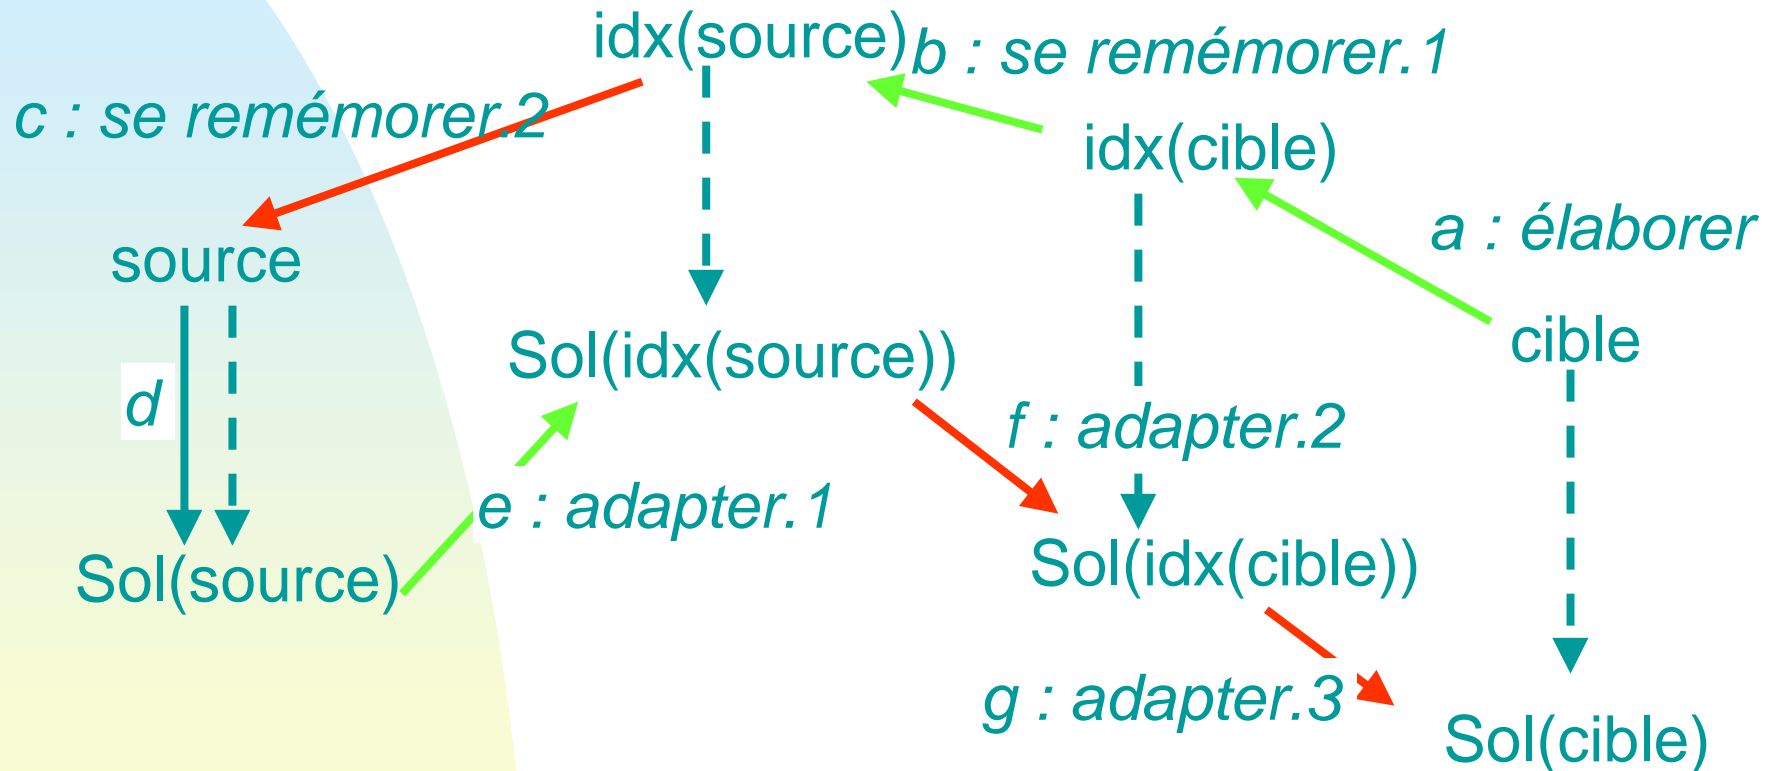 idx(source)
b : se remémorer.1
c : se remémorer.2
idx(cible)
a : élaborer
source
cible
Sol(idx(source))
d
f : adapter.2
e : adapter.1
Sol(idx(cible))
Sol(source)
g : adapter.3
Sol(cible)